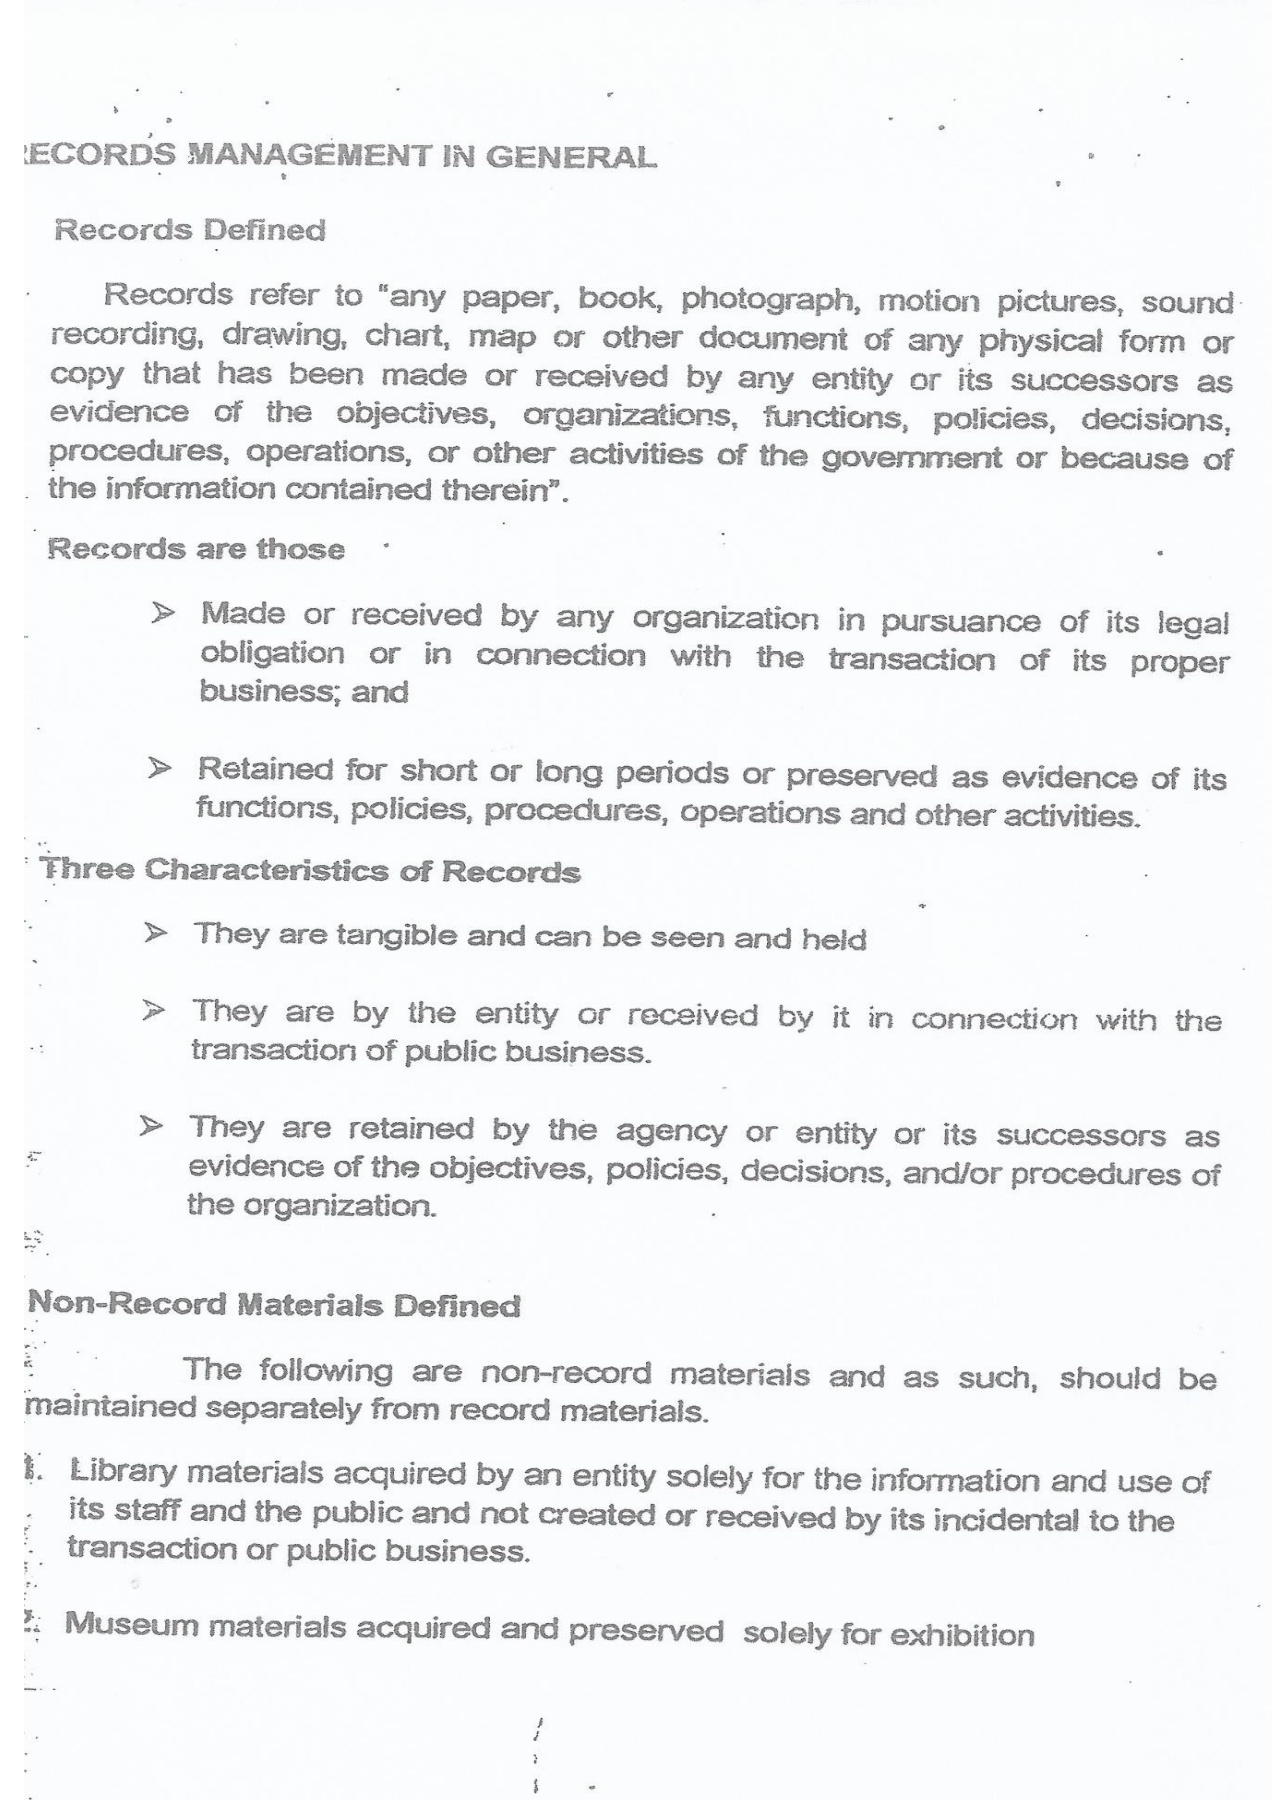 RECORDS MANAGEMENT IN GENERAL
Records Defined
Records refer to "any paper, book, photograph, motion pictures, sound
recording, drawing, chart, map or other document of any physical form or
copy that has been made or received by any entity or its successors as
evidence of the objectives, organizations, functions, policies, decisions,
procedures, operations, or other activities of the government or because of
the information contained therein".
Records are those
➢ Made or received by any organization in pursuance of its legal
obligation or in connection with the transaction of its proper
business; and
➢ Retained for short or long periods or preserved as evidence of its
functions, policies, procedures, operations and other activities.
Three Characteristics of Records
➢ They are tangible and can be seen and held
➢ They are by the entity or received by it in connection with the
transaction of public business.
➢ They are retained by the agency or entity or its successors as
evidence of the objectives, policies, decisions, and/or procedures of
the organization.
Non-Record Materials Defined
The following are non-record materials and as such, should be
maintained separately from record materials.
1. Library materials acquired by an entity solely for the information and use of
its staff and the public and not created or received by its incidental to the
transaction or public business.
2. Museum materials acquired and preserved solely for exhibition